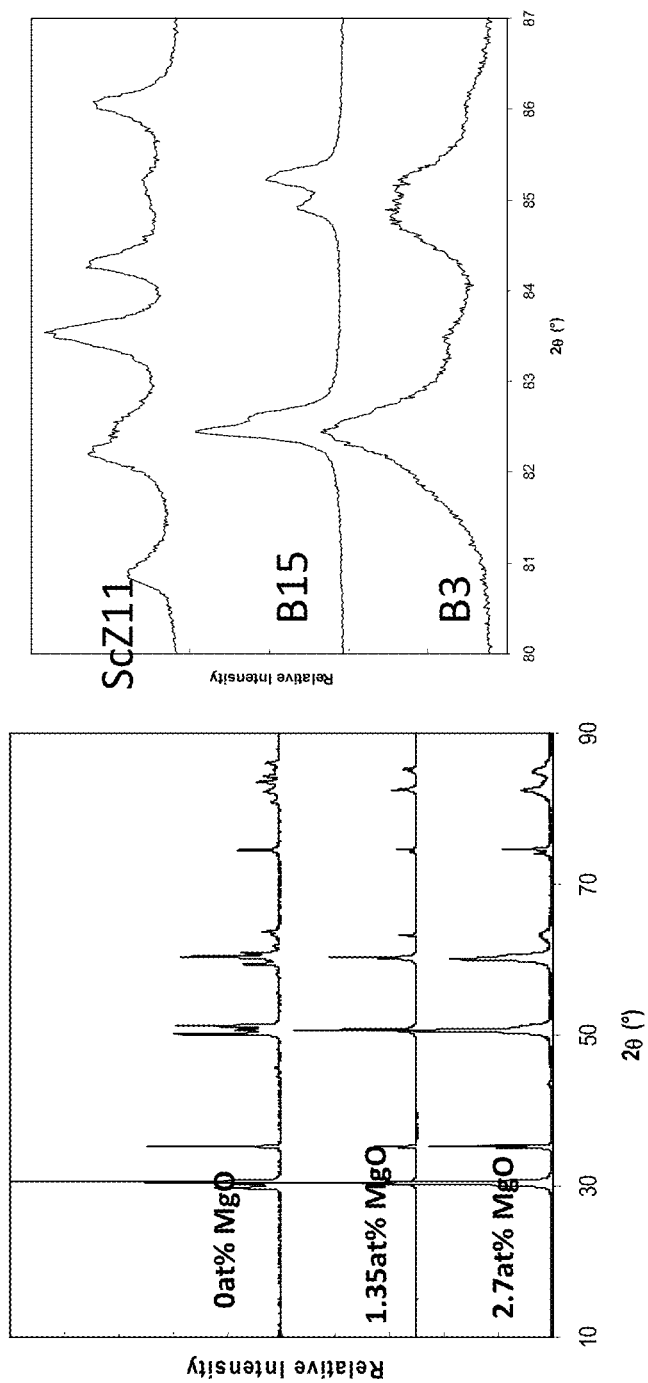 Relative Intensity
0at% MgO
1.35at% MgO
2.7at% MgO
10
30
50
70
90
2θ (°)
Relative Intensity
ScZ11
B15
B3
80
81
82
83
84
85
86
87
2θ (°)